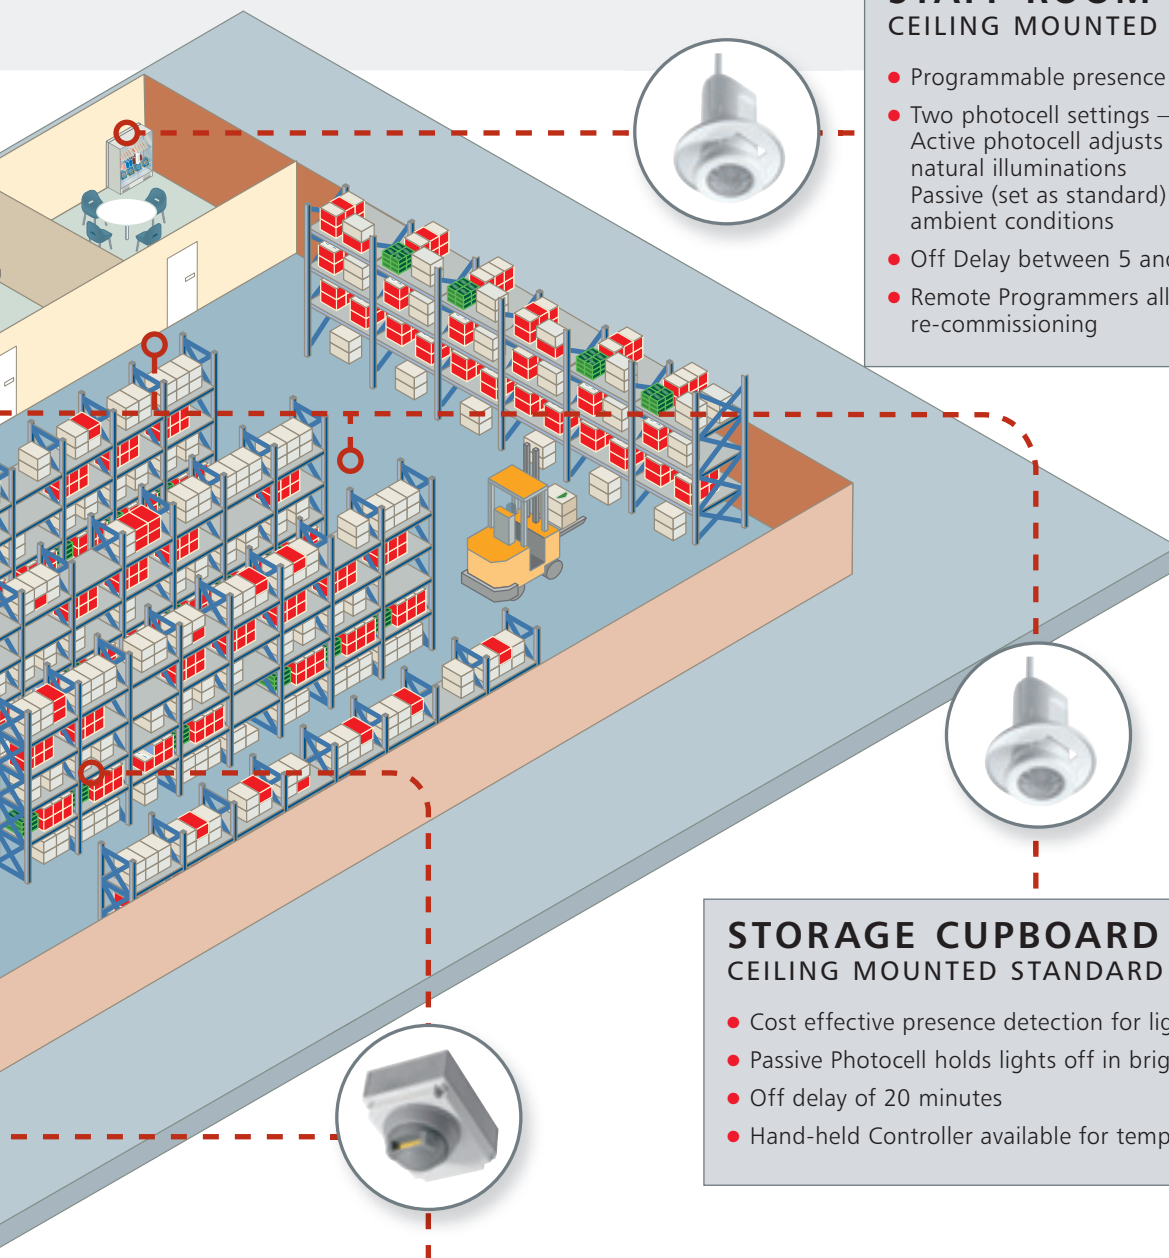 STAFF ROOM
CEILING MOUNTED
• Programmable presence
• Two photocell settings –
Active photocell adjusts
natural illuminations
Passive (set as standard)
ambient conditions
• Off Delay between 5 and
• Remote Programmers all
re-commissioning
STORAGE CUPBOARD
CEILING MOUNTED STANDARD
• Cost effective presence detection for lig
• Passive Photocell holds lights off in brig
• Off delay of 20 minutes
• Hand-held Controller available for temp